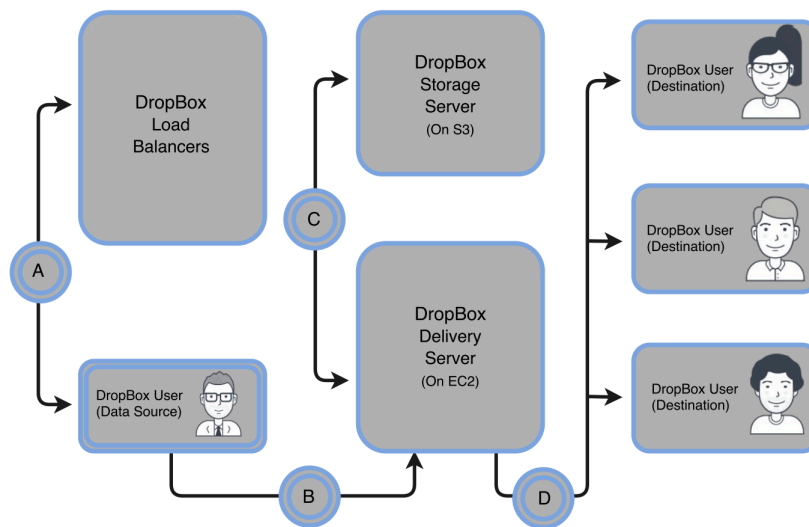 DropBox
Load
Balancers
A
DropBox User
(Data Source)
B
DropBox
Storage
Server
(On S3)
C
DropBox
Delivery
Server
(On EC2)
D
DropBox User
(Destination)
DropBox User
(Destination)
DropBox User
(Destination)